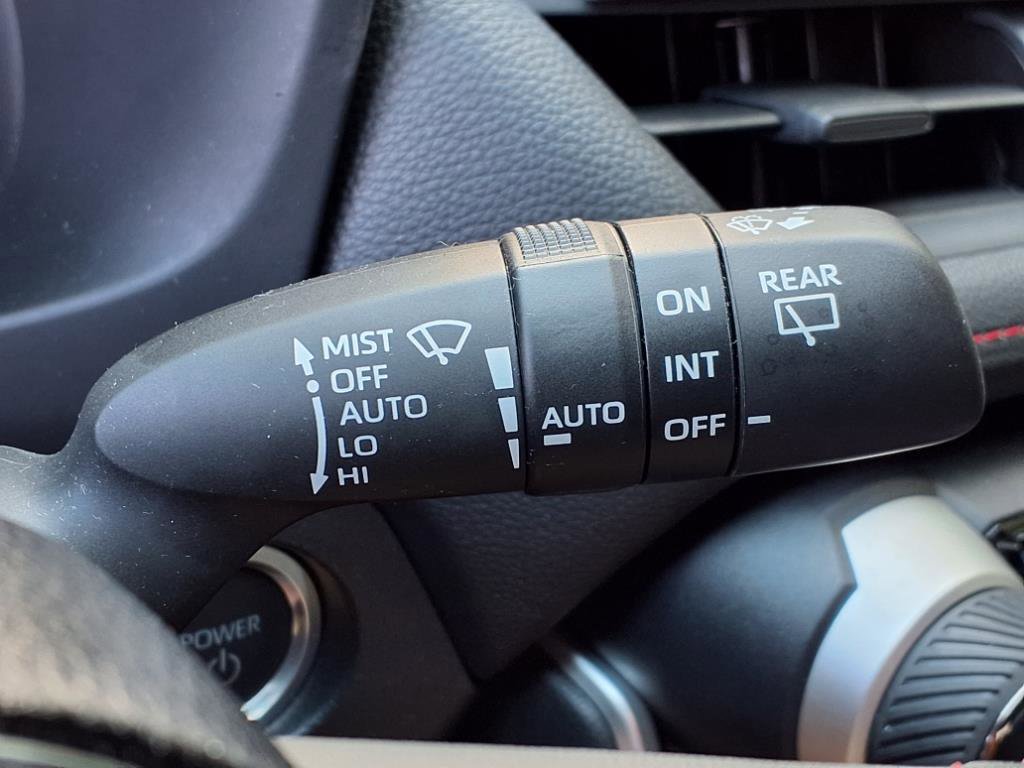 MIST
OFF
AUTO
LO
HI
AUTO
ON
INT
OFF
REAR
POWER